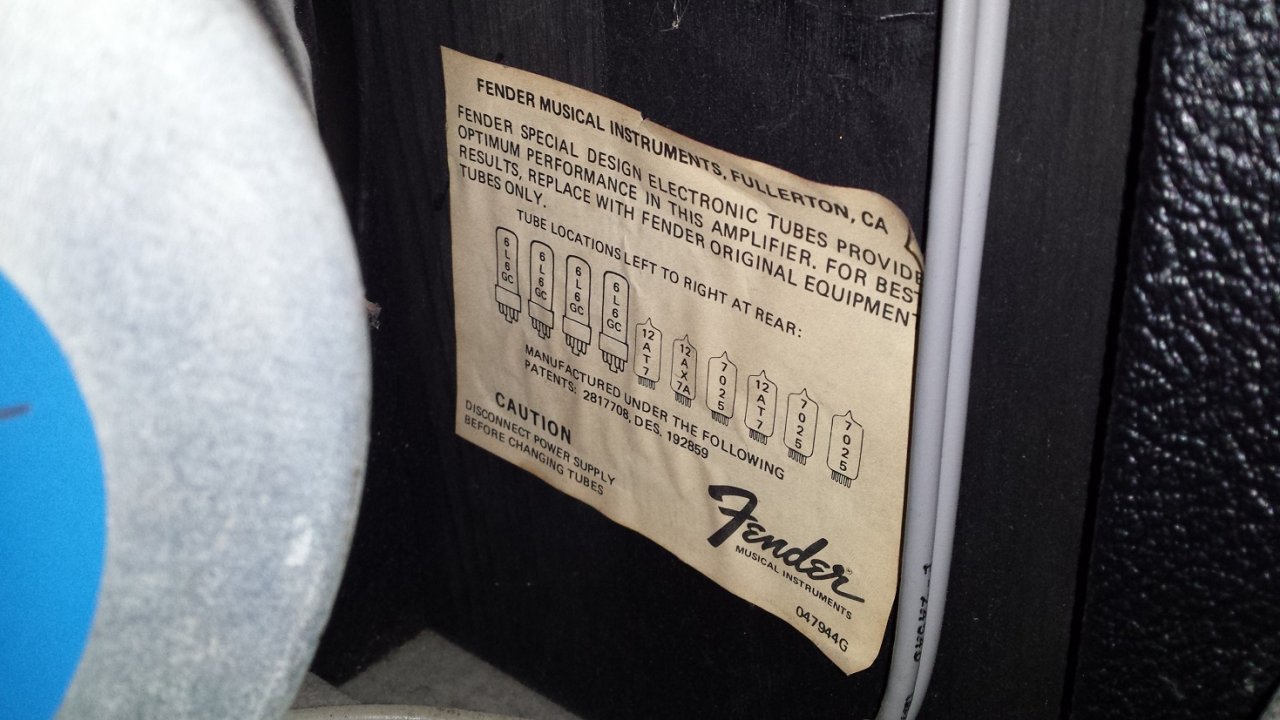 FENDER MUSICAL INSTRUMENTS, FULLERTON, CA
FENDER SPECIAL DESIGN ELECTRONIC TUBES PROVIDE
OPTIMUM PERFORMANCE IN THIS AMPLIFIER. FOR BEST
RESULTS, REPLACE WITH FENDER ORIGINAL EQUIPMENT
TUBES ONLY.
TUBE LOCATIONS LEFT TO RIGHT AT REAR:
6L6GC 6L6GC 6L6GC 6L6GC 12AT7 12AX7A 7025 12AT7 7025 7025
MANUFACTURED UNDER THE FOLLOWING
PATENTS: 2817708, DES. 192859
CAUTION
DISCONNECT POWER SUPPLY
BEFORE CHANGING TUBES
Fender®
MUSICAL INSTRUMENTS
047944G